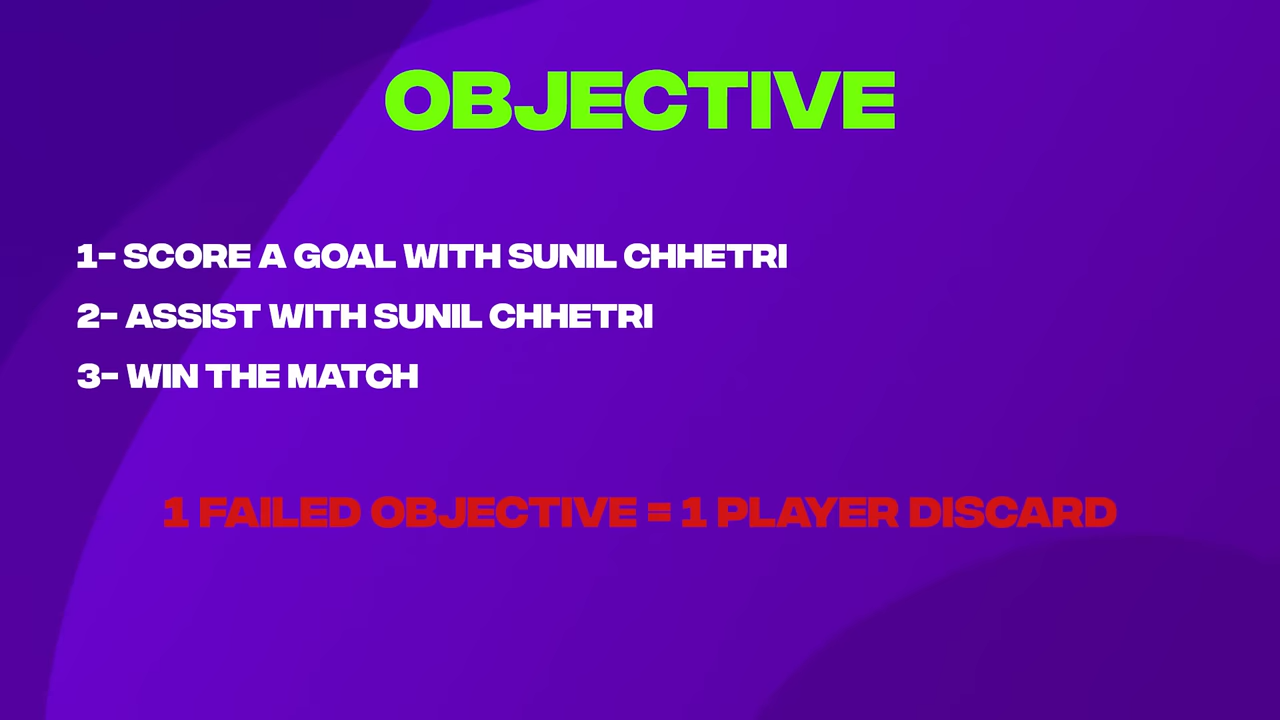 OBJECTIVE
1- SCORE A GOAL WITH SUNIL CHHETRI
2- ASSIST WITH SUNIL CHHETRI
3- WIN THE MATCH
1 FAILED OBJECTIVE = 1 PLAYER DISCARD